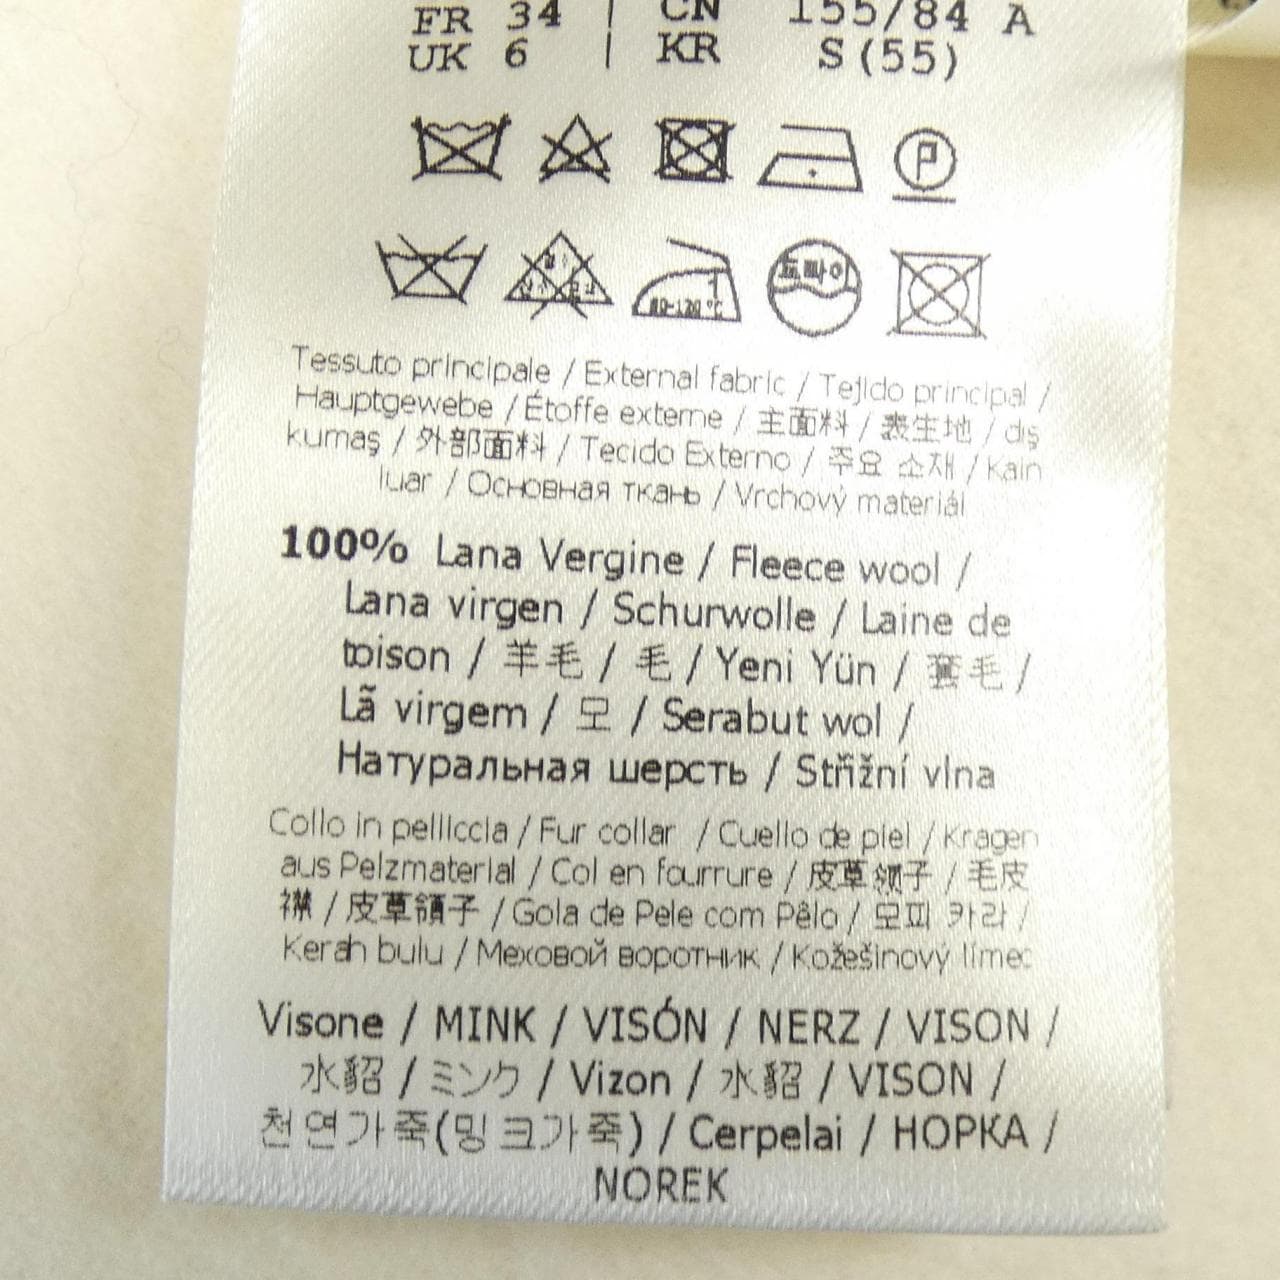 FR 34 | CN 155/84 A
UK 6 | KR S (55)
P
드라이
80-120℃
Tessuto principale / External fabric / Tejido principal /
Hauptgewebe / Étoffe externe / 主面料 / 表生地 / dış
kumaş / 外部面料 / Tecido Externo / 주요 소재 / Kain
luar / Основная ткань / Vrchový materiál
100% Lana Vergine / Fleece wool /
Lana virgen / Schurwolle / Laine de
toison / 羊毛 / 毛 / Yeni Yün / 套毛 /
Lã virgem / 모 / Serabut wol /
Натуральная шерсть / Střižní vlna
Collo in pelliccia / Fur collar / Cuello de piel / Kragen
aus Pelzmaterial / Col en fourrure / 皮草领子 / 毛皮
襟 / 皮草領子 / Gola de Pele com Pêlo / 모피 카라 /
Kerah bulu / Меховой воротник / Kožešinový límec
Visone / MINK / VISÓN / NERZ / VISON /
水貂 / ミンク / Vizon / 水貂 / VISON /
천연가죽(밍크가죽) / Cerpelai / НОРКА /
NOREK